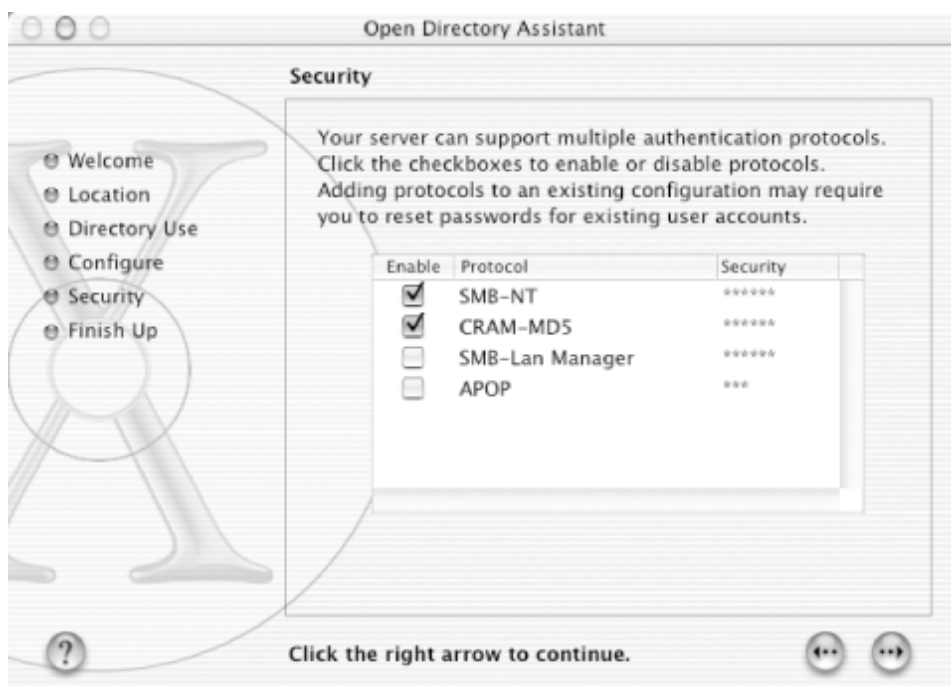 Open Directory Assistant
Security
Welcome
Location
Directory Use
Configure
Security
Finish Up
Your server can support multiple authentication protocols.
Click the checkboxes to enable or disable protocols.
Adding protocols to an existing configuration may require
you to reset passwords for existing user accounts.
Enable Protocol Security
SMB-NT ******
CRAM-MD5 ******
SMB-Lan Manager ******
APOP ***
?
Click the right arrow to continue.